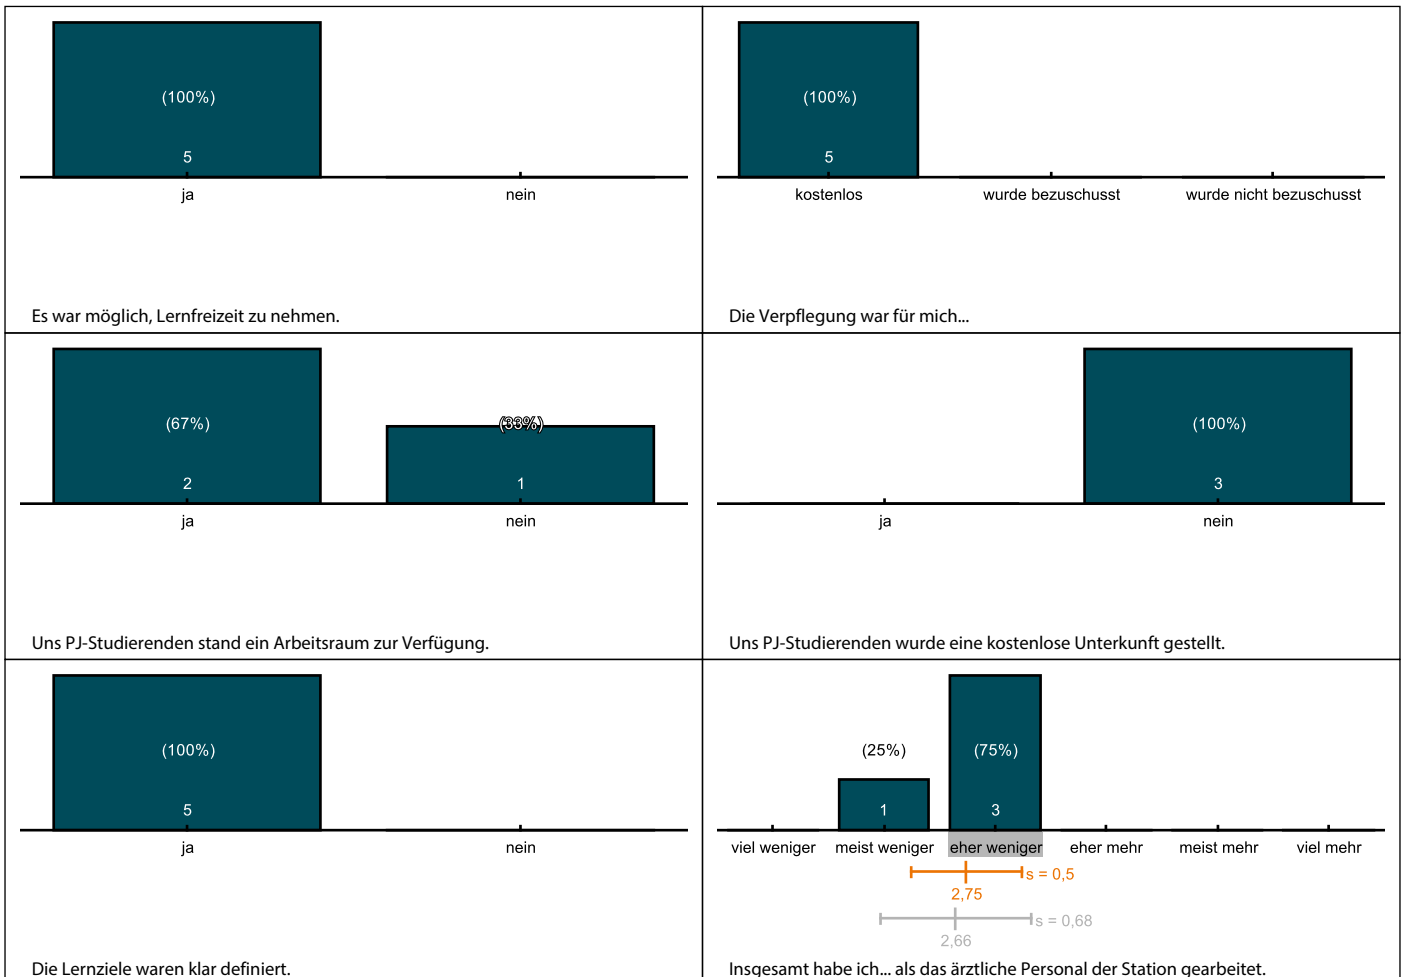 (100%)
5
ja
nein
Es war möglich, Lernfreizeit zu nehmen.
(100%)
5
kostenlos
wurde bezuschusst
wurde nicht bezuschusst
Die Verpflegung war für mich...
(67%)
2
(33%)
1
ja
nein
Uns PJ-Studierenden stand ein Arbeitsraum zur Verfügung.
(100%)
3
ja
nein
Uns PJ-Studierenden wurde eine kostenlose Unterkunft gestellt.
(100%)
5
ja
nein
Die Lernziele waren klar definiert.
(25%)
(75%)
1
3
viel weniger
meist weniger
eher weniger
eher mehr
meist mehr
viel mehr
s = 0,5
2,75
s = 0,68
2,66
Insgesamt habe ich... als das ärztliche Personal der Station gearbeitet.